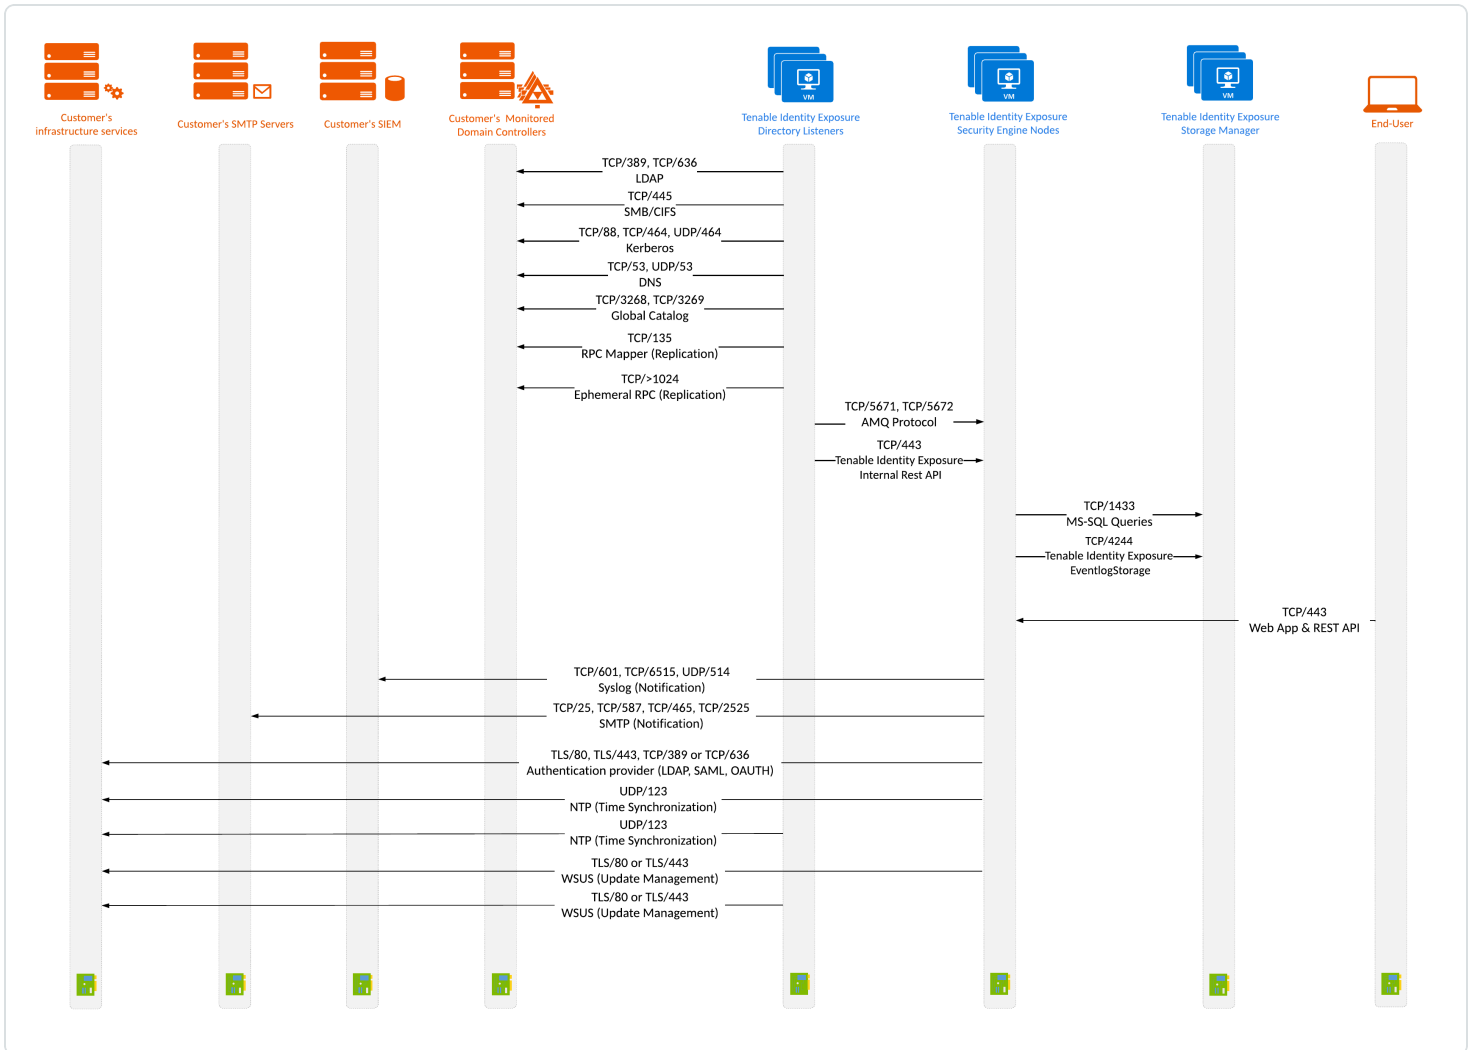 Customer's
infrastructure services
Customer's SMTP Servers
Customer's SIEM
Customer's Monitored
Domain Controllers
VM
Tenable Identity Exposure
Directory Listeners
VM
Tenable Identity Exposure
Security Engine Nodes
VM
Tenable Identity Exposure
Storage Manager
End-User
TCP/389, TCP/636
LDAP
TCP/445
SMB/CIFS
TCP/88, TCP/464, UDP/464
Kerberos
TCP/53, UDP/53
DNS
TCP/3268, TCP/3269
Global Catalog
TCP/135
RPC Mapper (Replication)
TCP/>1024
Ephemeral RPC (Replication)
TCP/5671, TCP/5672
AMQ Protocol
TCP/443
Tenable Identity Exposure
Internal Rest API
TCP/1433
MS-SQL Queries
TCP/4244
Tenable Identity Exposure
EventlogStorage
TCP/443
Web App & REST API
TCP/601, TCP/6515, UDP/514
Syslog (Notification)
TCP/25, TCP/587, TCP/465, TCP/2525
SMTP (Notification)
TLS/80, TLS/443, TCP/389 or TCP/636
Authentication provider (LDAP, SAML, OAUTH)
UDP/123
NTP (Time Synchronization)
UDP/123
NTP (Time Synchronization)
TLS/80 or TLS/443
WSUS (Update Management)
TLS/80 or TLS/443
WSUS (Update Management)